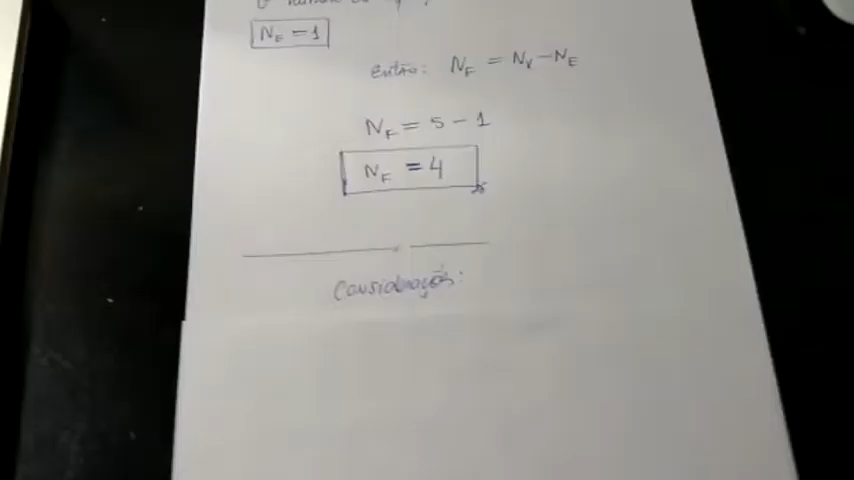 N_E = 1
então: N_F = N_V - N_E
N_F = 5 - 1
N_F = 4
Considerações: